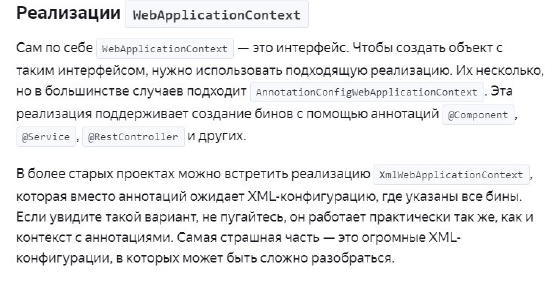 Реализации WebApplicationContext
Сам по себе WebApplicationContext — это интерфейс. Чтобы создать объект с
таким интерфейсом, нужно использовать подходящую реализацию. Их несколько,
но в большинстве случаев подходит AnnotationConfigWebApplicationContext. Эта
реализация поддерживает создание бинов с помощью аннотаций @Component,
@Service, @RestController и других.
В более старых проектах можно встретить реализацию XmlWebApplicationContext,
которая вместо аннотаций ожидает XML-конфигурацию, где указаны все бины.
Если увидите такой вариант, не пугайтесь, он работает практически так же, как и
контекст с аннотациями. Самая страшная часть — это огромные XML-
конфигурации, в которых может быть сложно разобраться.